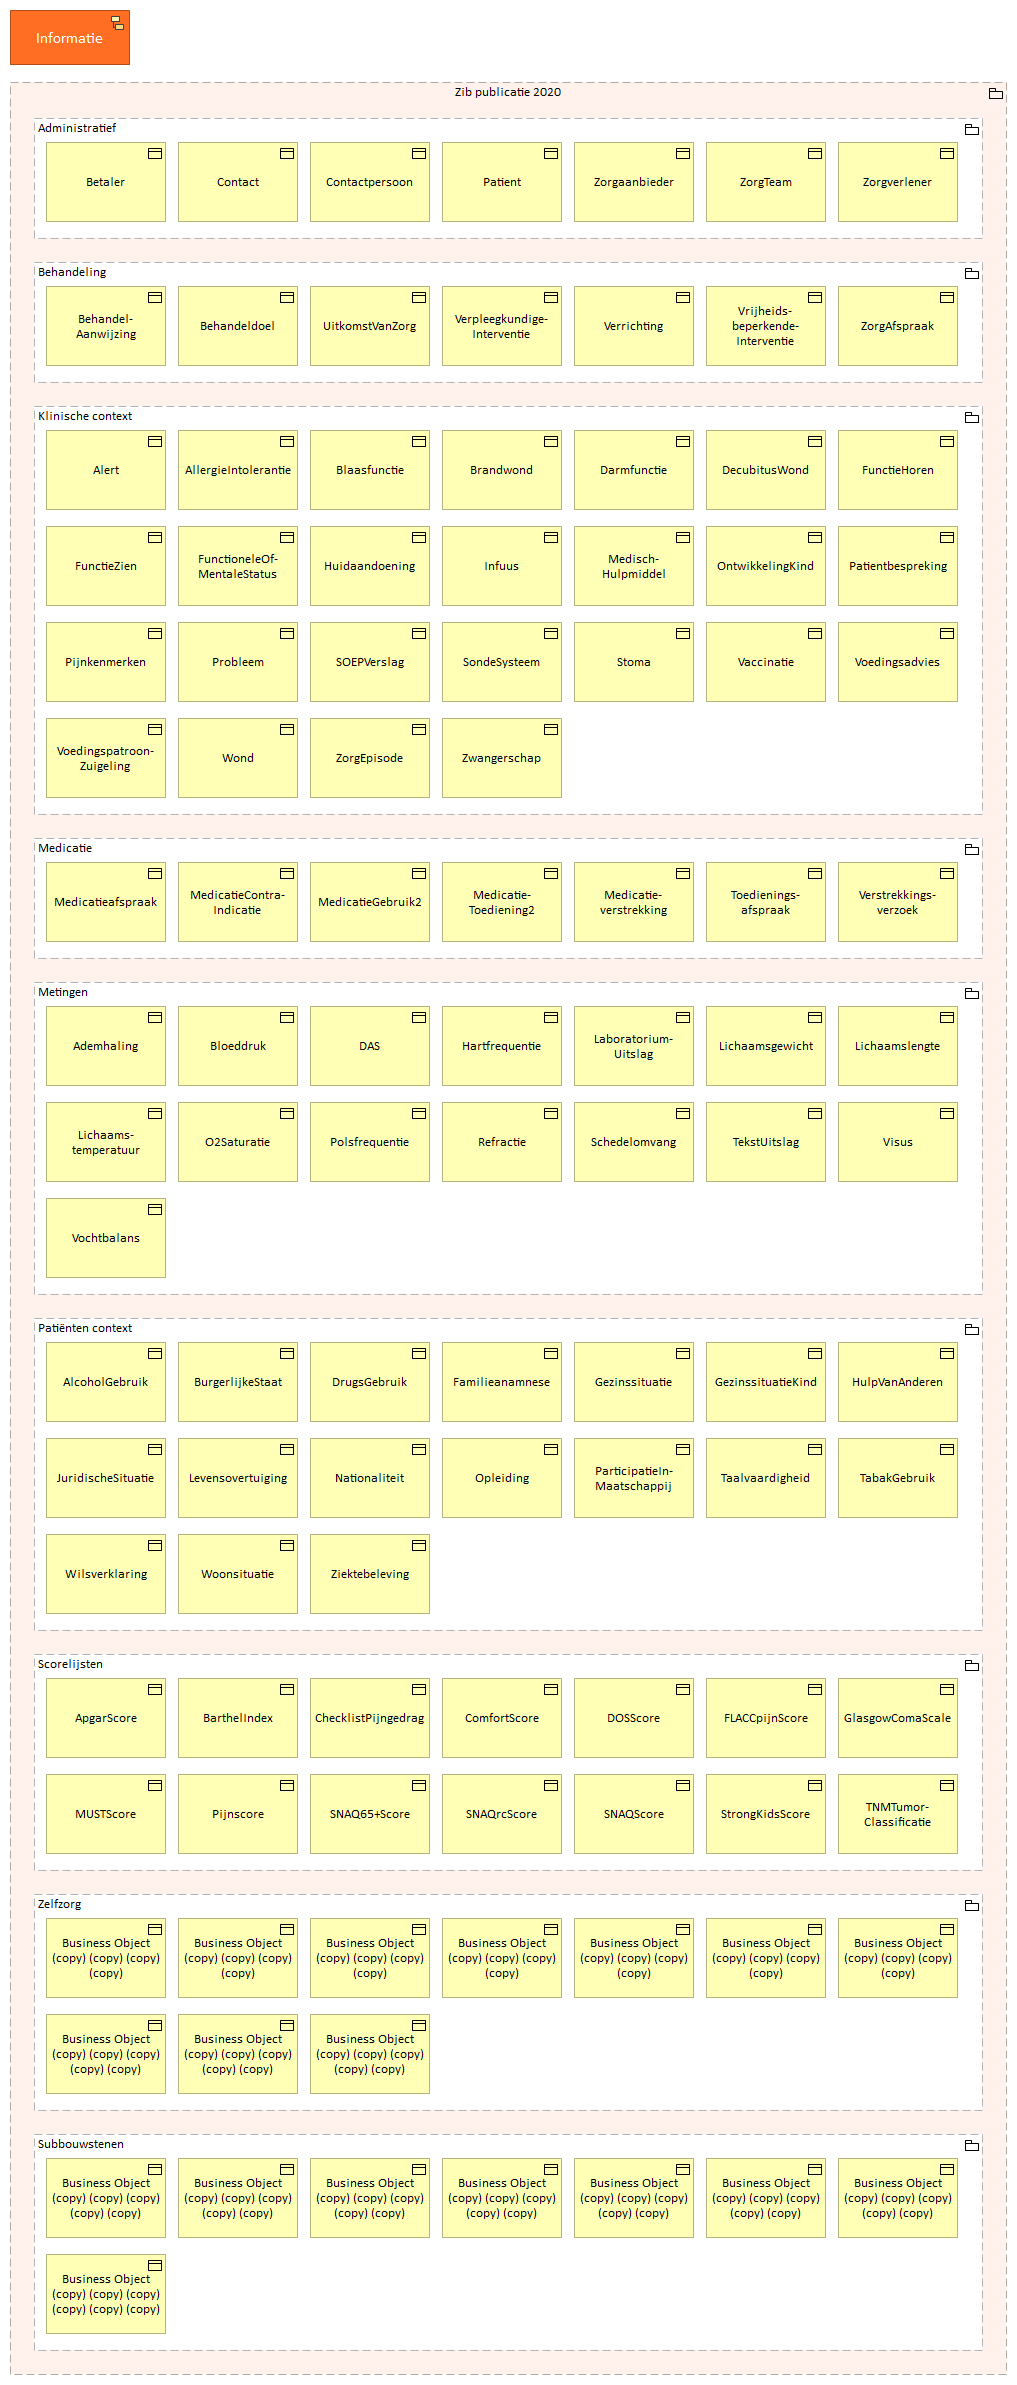 Informatie
Zib publicatie 2020
Administratief
Betaler
Contact
Contactpersoon
Patient
Zorgaanbieder
ZorgTeam
Zorgverlener
Behandeling
Behandel-
Aanwijzing
Behandeldoel
UitkomstVanZorg
Verpleegkundige-
Interventie
Verrichting
Vrijheids-
beperkende-
Interventie
ZorgAfspraak
Klinische context
Alert
AllergieIntolerantie
Blaasfunctie
Brandwond
Darmfunctie
DecubitusWond
FunctieHoren
FunctieZien
FunctioneleOf-
MentaleStatus
Huidaandoening
Infuus
Medisch-
Hulpmiddel
OntwikkelingKind
Patientbespreking
Pijnkenmerken
Probleem
SOEPVerslag
SondeSysteem
Stoma
Vaccinatie
Voedingsadvies
Voedingspatroon-
Zuigeling
Wond
ZorgEpisode
Zwangerschap
Medicatie
Medicatieafspraak
MedicatieContra-
Indicatie
MedicatieGebruik2
Medicatie-
Toediening2
Medicatie-
verstrekking
Toedienings-
afspraak
Verstrekkings-
verzoek
Metingen
Ademhaling
Bloeddruk
DAS
Hartfrequentie
Laboratorium-
Uitslag
Lichaamsgewicht
Lichaamslengte
Lichaams-
temperatuur
O2Saturatie
Polsfrequentie
Refractie
Schedelomvang
TekstUitslag
Visus
Vochtbalans
Patiënten context
AlcoholGebruik
BurgerlijkeStaat
DrugsGebruik
Familieanamnese
Gezinssituatie
GezinssituatieKind
HulpVanAnderen
JuridischeSituatie
Levensovertuiging
Nationaliteit
Opleiding
ParticipatieIn-
Maatschappij
Taalvaardigheid
TabakGebruik
Wilsverklaring
Woonsituatie
Ziektebeleving
Scorelijsten
ApgarScore
BarthelIndex
ChecklistPijngedrag
ComfortScore
DOSScore
FLACCpijnScore
GlasgowComaScale
MUSTScore
Pijnscore
SNAQ65+Score
SNAQrcScore
SNAQScore
StrongKidsScore
TNMTumor-
Classificatie
Zelfzorg
Business Object
(copy) (copy) (copy)
(copy)
Business Object
(copy) (copy) (copy)
(copy)
Business Object
(copy) (copy) (copy)
(copy)
Business Object
(copy) (copy) (copy)
(copy)
Business Object
(copy) (copy) (copy)
(copy)
Business Object
(copy) (copy) (copy)
(copy)
Business Object
(copy) (copy) (copy)
(copy)
Business Object
(copy) (copy) (copy)
(copy) (copy)
Business Object
(copy) (copy) (copy)
(copy) (copy)
Business Object
(copy) (copy) (copy)
(copy) (copy)
Subbouwstenen
Business Object
(copy) (copy) (copy)
(copy) (copy)
Business Object
(copy) (copy) (copy)
(copy) (copy)
Business Object
(copy) (copy) (copy)
(copy) (copy)
Business Object
(copy) (copy) (copy)
(copy) (copy)
Business Object
(copy) (copy) (copy)
(copy) (copy)
Business Object
(copy) (copy) (copy)
(copy) (copy)
Business Object
(copy) (copy) (copy)
(copy) (copy)
Business Object
(copy) (copy) (copy)
(copy) (copy) (copy)